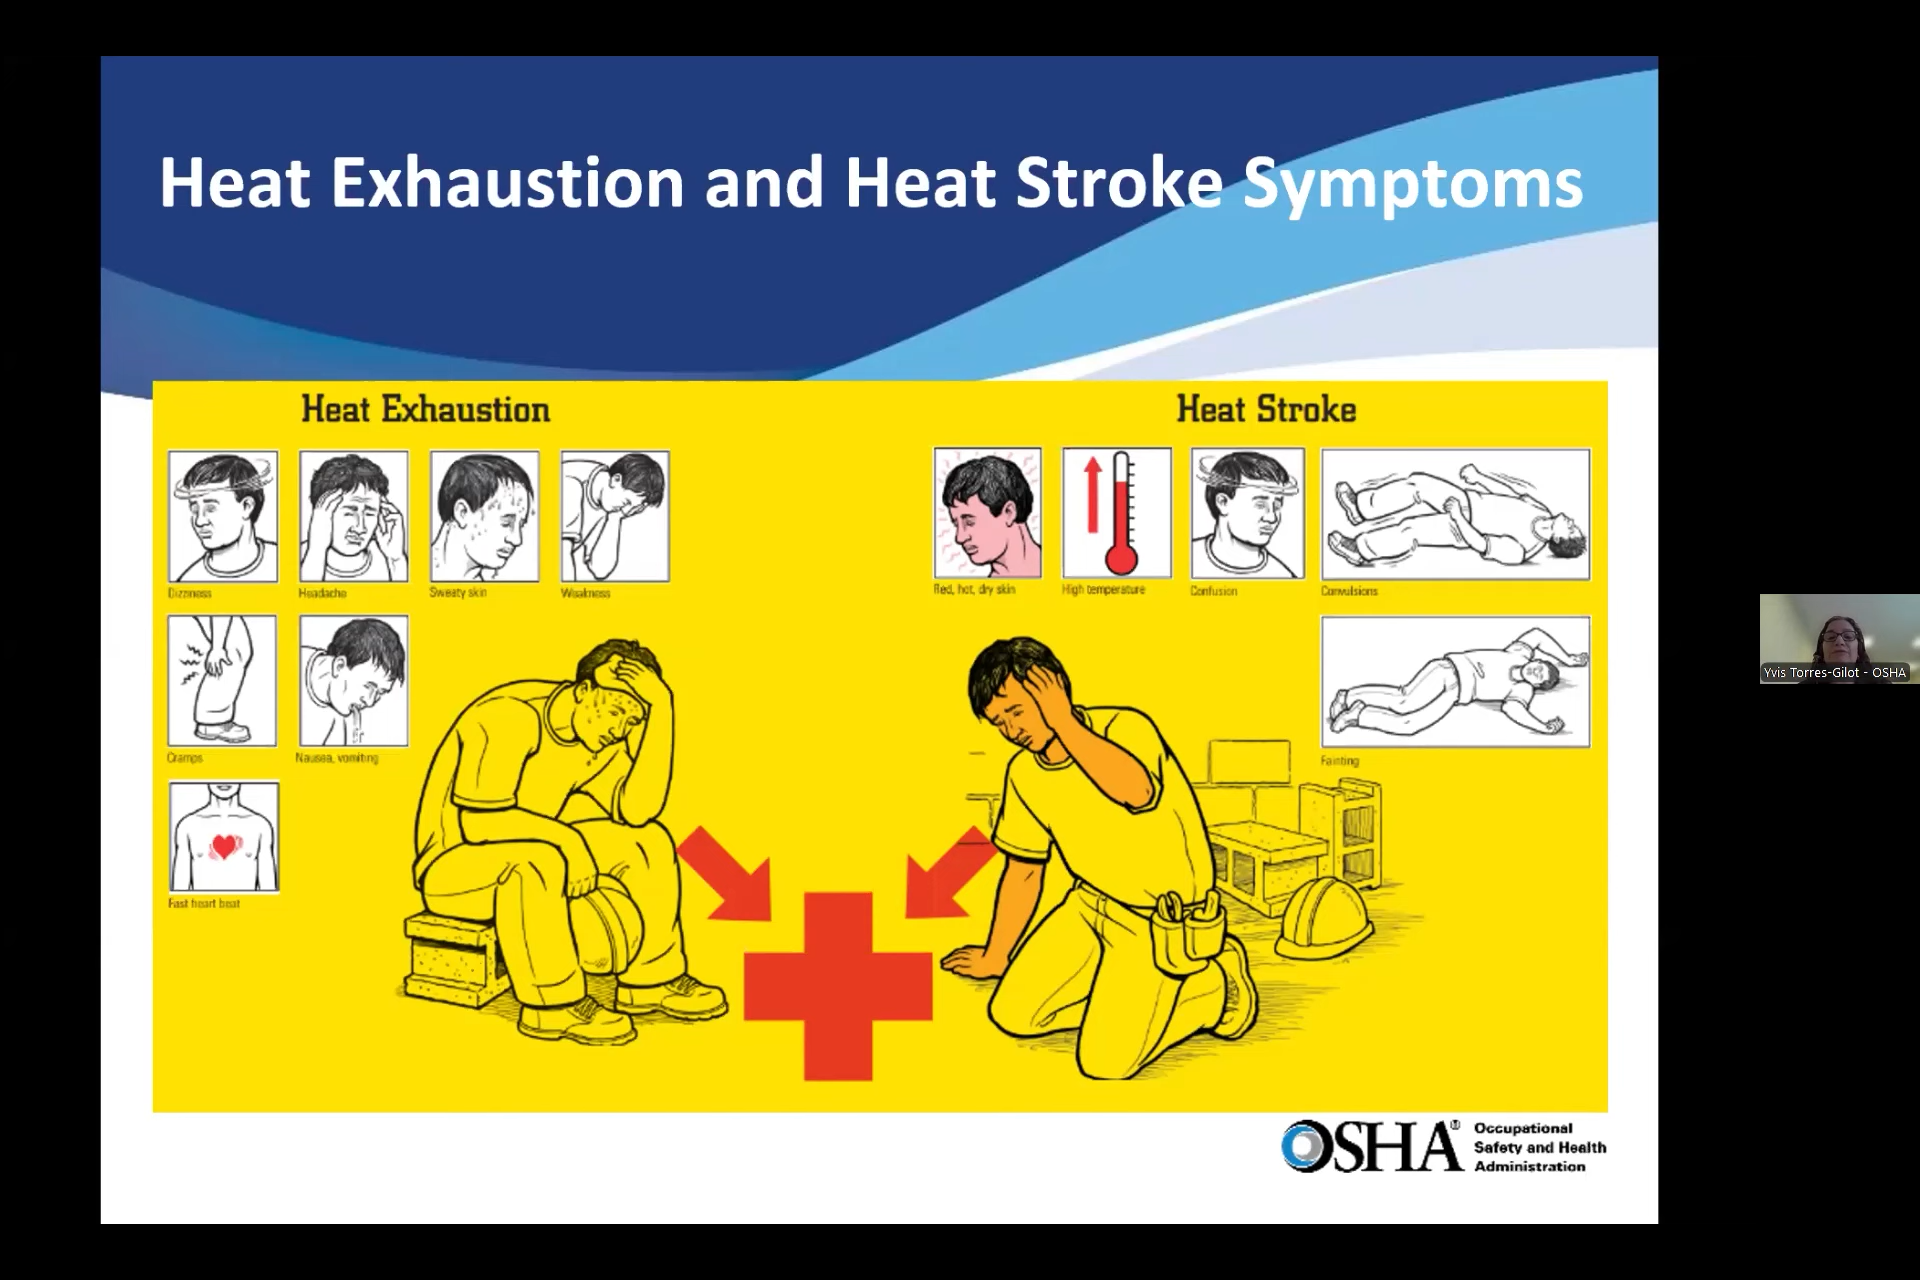 Heat Exhaustion and Heat Stroke Symptoms
Heat Exhaustion
Dizziness
Headache
Sweaty skin
Weakness
Cramps
Nausea, vomiting
Fast heart beat
Heat Stroke
Red, hot, dry skin
High temperature
Confusion
Convulsions
Fainting
Yvis Torres-Gilot - OSHA
OSHA®
Occupational
Safety and Health
Administration